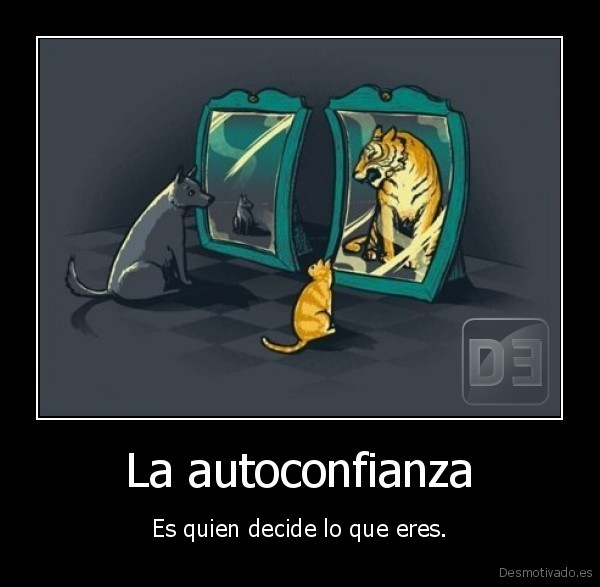 D3
La autoconfianza
Es quien decide lo que eres.
Desmotivado.es